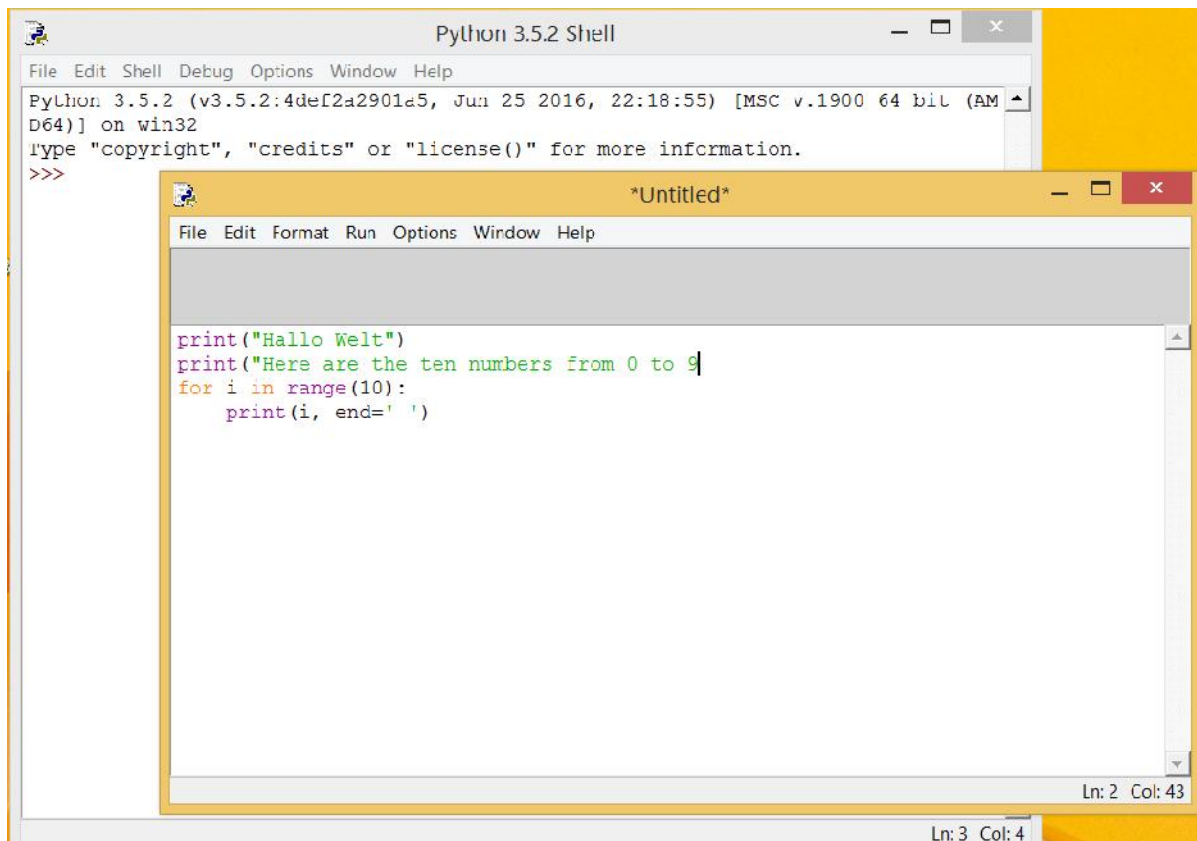 Python 3.5.2 Shell
File Edit Shell Debug Options Window Help
Python 3.5.2 (v3.5.2:4def2a2901a5, Jun 25 2016, 22:18:55) [MSC v.1900 64 bit (AM
D64)] on win32
Type "copyright", "credits" or "license()" for more information.
>>>
*Untitled*
File Edit Format Run Options Window Help
print("Hallo Welt")
print("Here are the ten numbers from 0 to 9
for i in range(10):
    print(i, end=' ')
Ln: 2 Col: 43
Ln: 3 Col: 4